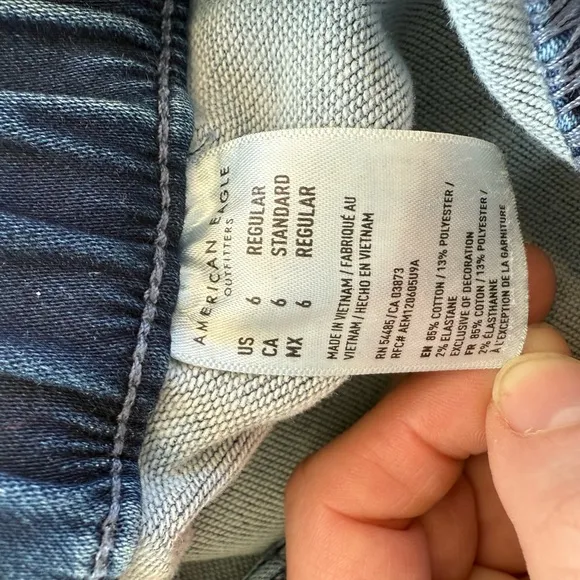 AMERICAN EAGLE
OUTFITTERS
US 6 REGULAR
CA 6 STANDARD
MX 6 REGULAR
MADE IN VIETNAM / FABRIQUÉ AU
VIETNAM / HECHO EN VIETNAM
RN 54485/CA 03873
RFC# AEM120605U9A
EN 85% COTTON / 13% POLYESTER /
2% ELASTANE
EXCLUSIVE OF DECORATION
FR 85% COTON / 13% POLYESTER /
2% ÉLASTHANNE
À L'EXCEPTION DE LA GARNITURE